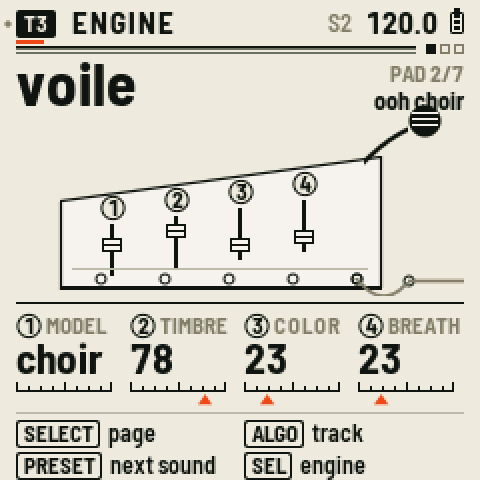 T3 ENGINE S2 120.0
voile PAD 2/7
ooh choir
1 2 3 4
1 MODEL 2 TIMBRE 3 COLOR 4 BREATH
choir 78 23 23
SELECT page ALGO track
PRESET next sound SEL engine